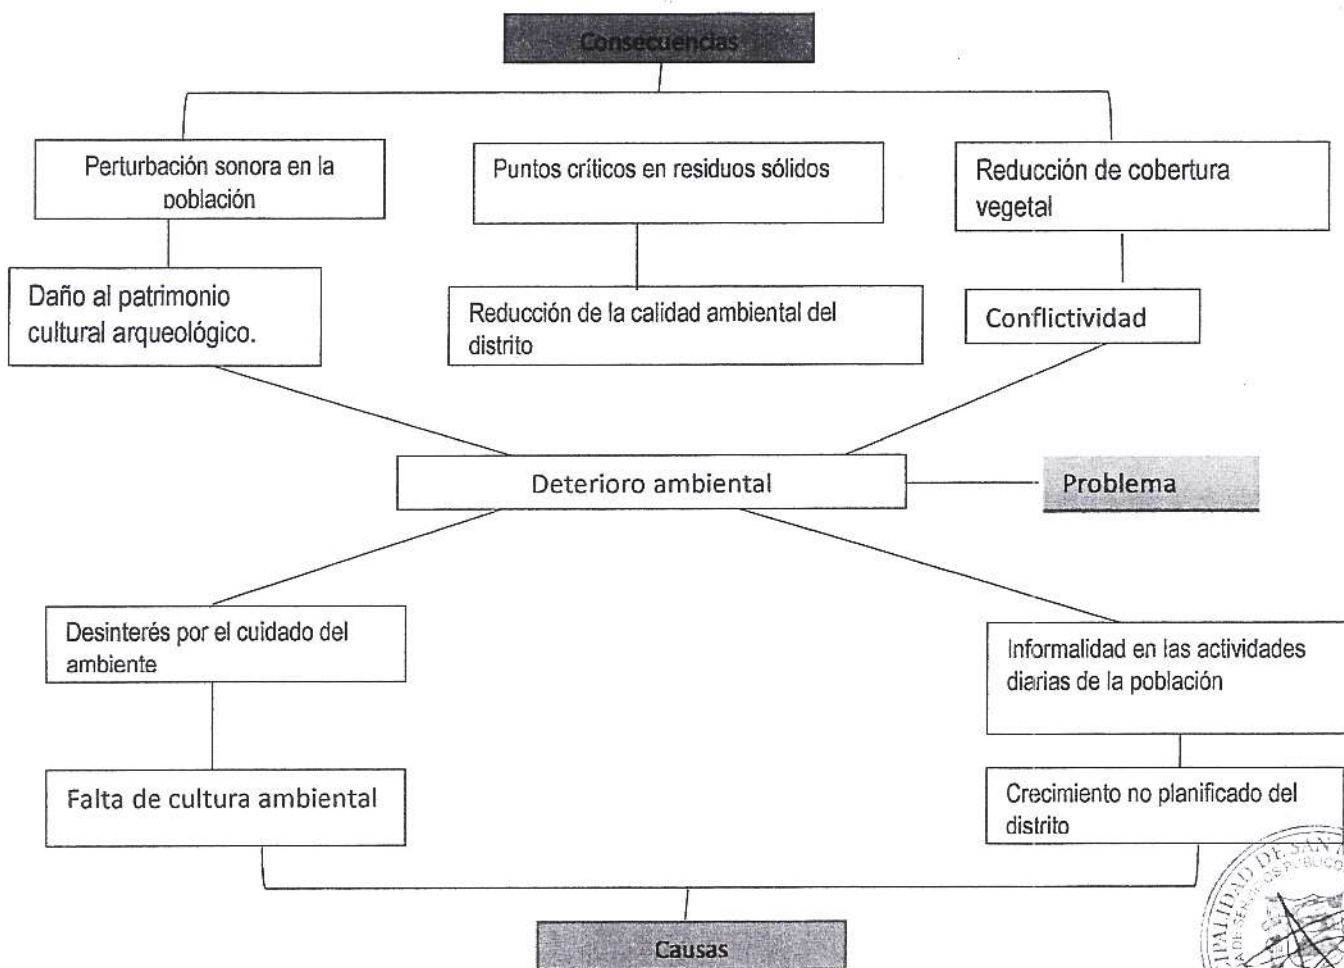 Consecuencias
Perturbación sonora en la
población
Puntos críticos en residuos sólidos
Reducción de cobertura
vegetal
Daño al patrimonio
cultural arqueológico.
Reducción de la calidad ambiental del
distrito
Conflictividad
Deterioro ambiental
Problema
Desinterés por el cuidado del
ambiente
Informalidad en las actividades
diarias de la población
Falta de cultura ambiental
Crecimiento no planificado del
distrito
DE SAN
Causas